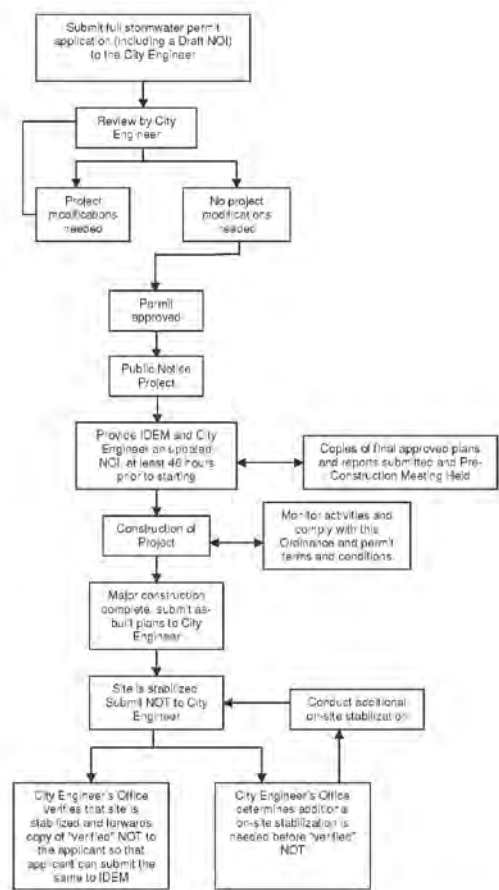 Submit full stormwater permit
application (including a Draft NOI)
to the City Engineer
Review by City
Engineer
Project
modifications
needed
No project
modifications
needed
Permit
approved
Public Notice
Project
Provide IDEM and City
Engineer an updated
NOI, at least 48 hours
prior to starting
Copies of final approved plans
and reports submitted and Pre-
Construction Meeting Held
Construction of
Project
Monitor activities and
comply with this
Ordinance and permit
terms and conditions.
Major construction
complete, submit as-
built plans to City
Engineer
Site is stabilized
Submit NOT to City
Engineer
Conduct additional
on-site stabilization
City Engineer's Office
Verifies that site is
stabilized and forwards
copy of "verified" NOT to
the applicant so that
applicant can submit the
same to IDEM
City Engineer's Office
determines additional
on-site stabilization is
needed before "verified"
NOT